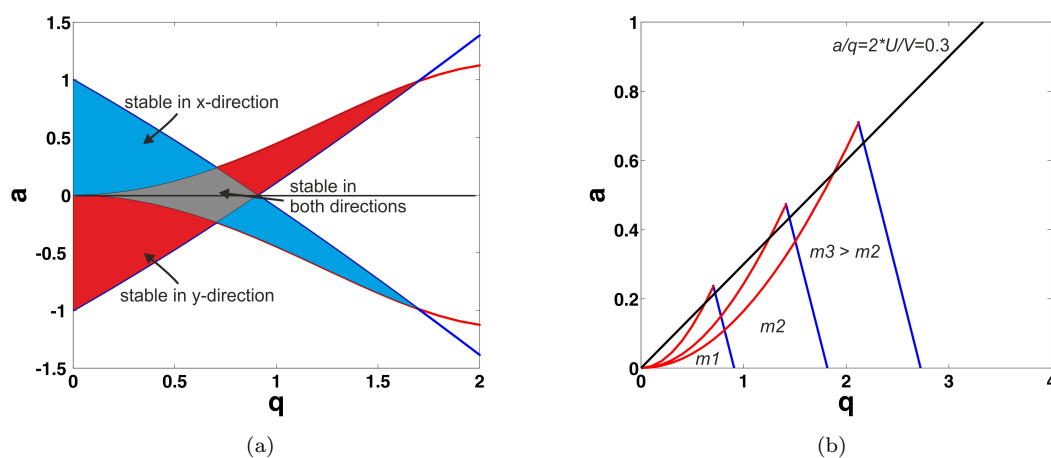 1.5
1
0.5
0
-0.5
-1
-1.5
a
stable in x-direction
stable in
both directions
stable in y-direction
0
0.5
1
1.5
2
q
(a)
1
0.8
0.6
0.4
0.2
0
a
a/q=2*U/V=0.3
m3 > m2
m2
m1
0
1
2
3
4
q
(b)